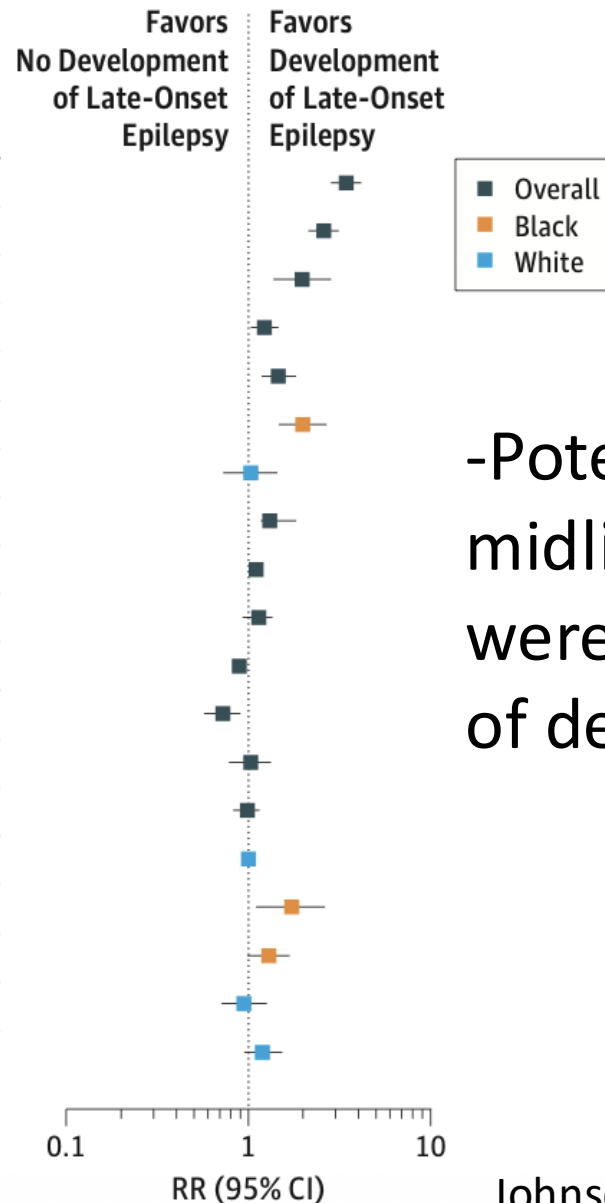 Favors
No Development
of Late-Onset
Epilepsy
Favors
Development
of Late-Onset
Epilepsy
Overall
Black
White
-Pote
midli
were
of de
0.1 1 10
RR (95% CI)
Johns